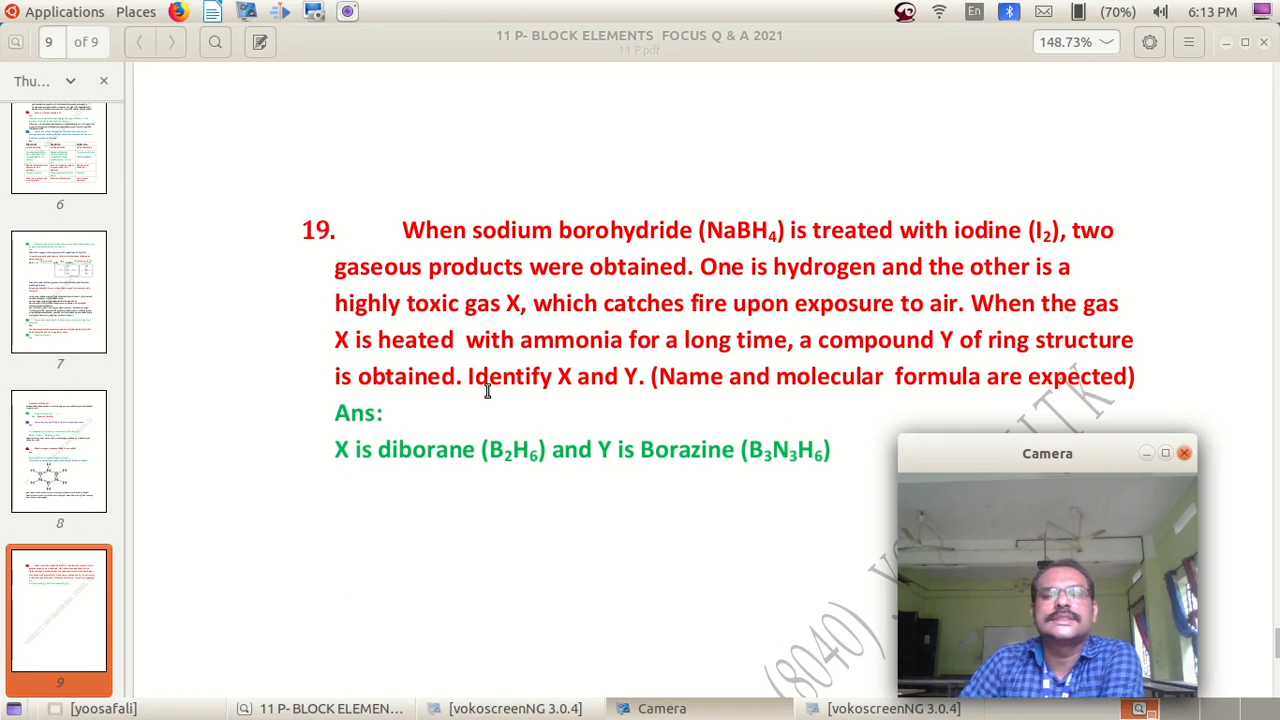 Applications Places En (70%) 6:13 PM
9 of 9
11 P- BLOCK ELEMENTS FOCUS Q & A 2021
11 P.pdf
148.73%
Thu...
6
7
8
9
19. When sodium borohydride (NaBH₄) is treated with iodine (I₂), two
gaseous products were obtained. One is hydrogen and the other is a
highly toxic gas X, which catches fire upon exposure to air. When the gas
X is heated with ammonia for a long time, a compound Y of ring structure
is obtained. Identify X and Y. (Name and molecular formula are expected)
Ans:
X is diborane (B₂H₆) and Y is Borazine (B₃N₃H₆)
Camera
(8040)
[yoosafali] 11 P- BLOCK ELEMEN... [vokoscreenNG 3.0.4] Camera [vokoscreenNG 3.0.4]